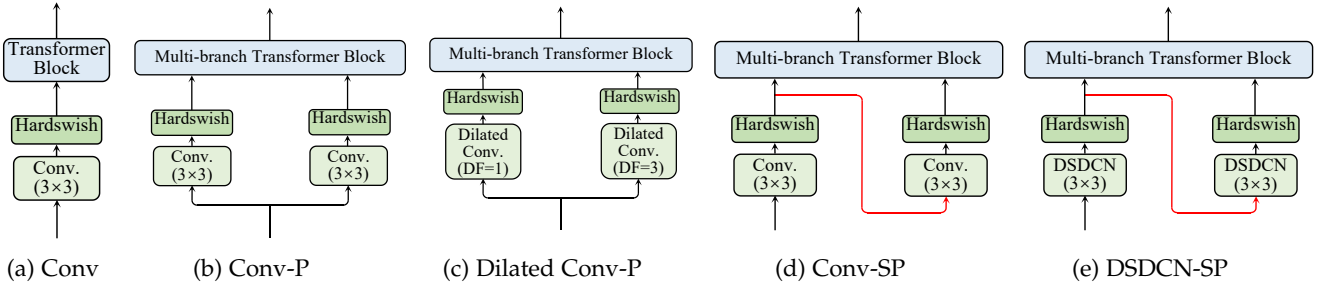 Transformer
Block
Hardswish
Conv.
(3×3)
(a) Conv
Multi-branch Transformer Block
Hardswish
Hardswish
Conv.
(3×3)
Conv.
(3×3)
(b) Conv-P
Multi-branch Transformer Block
Hardswish
Hardswish
Dilated
Conv.
(DF=1)
Dilated
Conv.
(DF=3)
(c) Dilated Conv-P
Multi-branch Transformer Block
Hardswish
Hardswish
Conv.
(3×3)
Conv.
(3×3)
(d) Conv-SP
Multi-branch Transformer Block
Hardswish
Hardswish
DSDCN
(3×3)
DSDCN
(3×3)
(e) DSDCN-SP